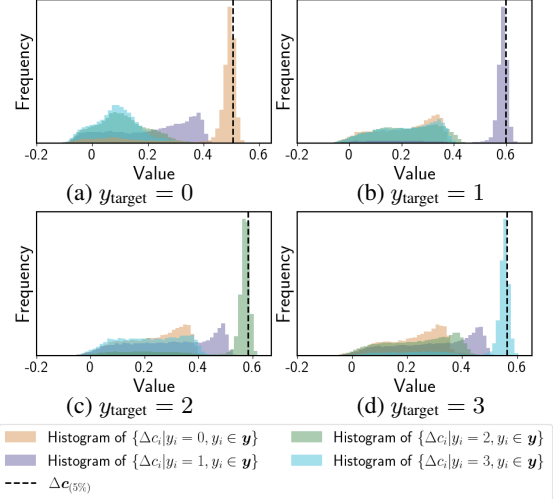 Frequency
-0.2 0 0.2 0.4 0.6
Value
(a) y_target = 0
Frequency
-0.2 0 0.2 0.4 0.6
Value
(b) y_target = 1
Frequency
-0.2 0 0.2 0.4 0.6
Value
(c) y_target = 2
Frequency
-0.2 0 0.2 0.4 0.6
Value
(d) y_target = 3
Histogram of {Δc_i|y_i = 0, y_i ∈ y}
Histogram of {Δc_i|y_i = 2, y_i ∈ y}
Histogram of {Δc_i|y_i = 1, y_i ∈ y}
Histogram of {Δc_i|y_i = 3, y_i ∈ y}
Δc_(5%)